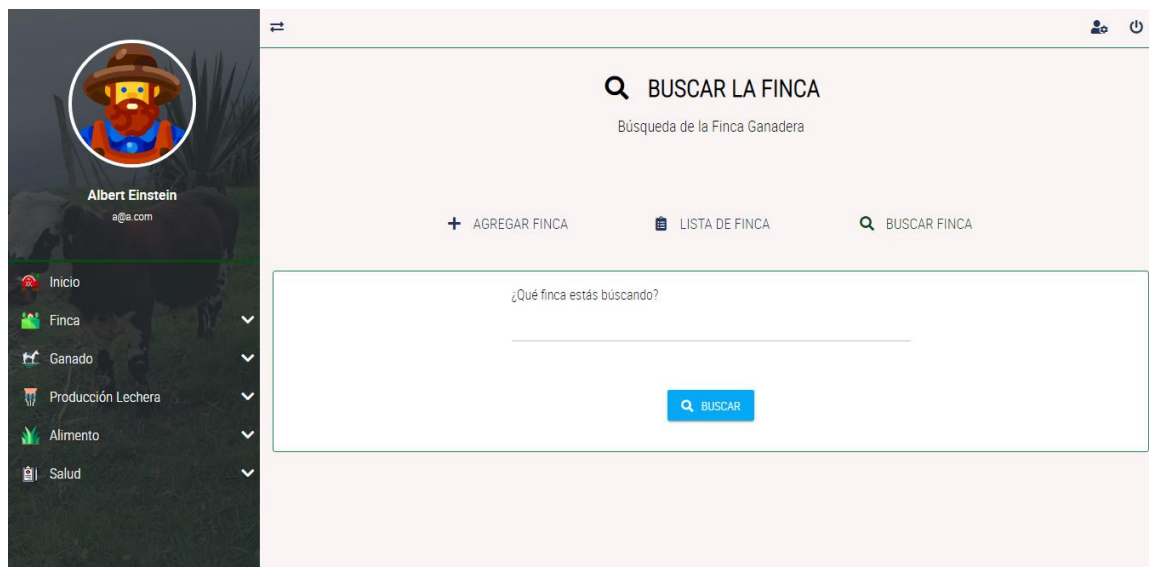 Albert Einstein
a@a.com
Inicio
Finca
Ganado
Producción Lechera
Alimento
Salud
BUSCAR LA FINCA
Búsqueda de la Finca Ganadera
AGREGAR FINCA
LISTA DE FINCA
BUSCAR FINCA
¿Qué finca estás búscando?
BUSCAR